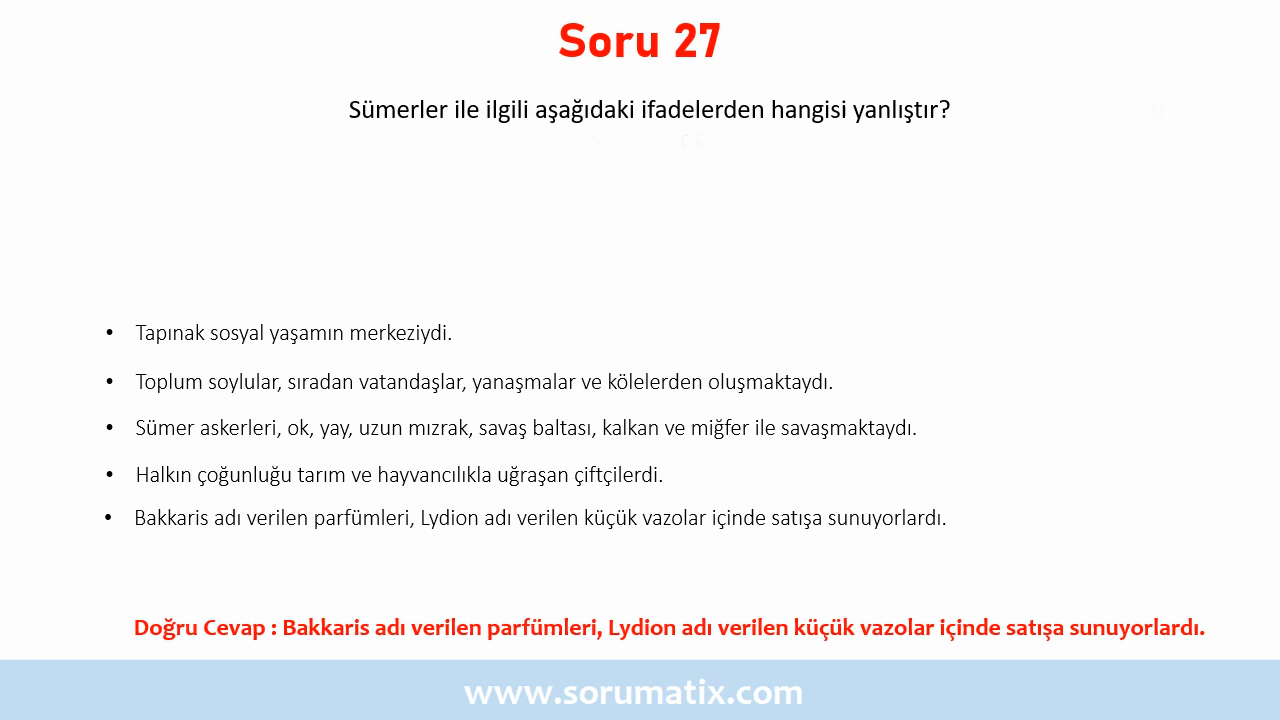 Soru 27
Sümerler ile ilgili aşağıdaki ifadelerden hangisi yanlıştır?
• Tapınak sosyal yaşamın merkeziydi.
• Toplum soylular, sıradan vatandaşlar, yanaşmalar ve kölelerden oluşmaktaydı.
• Sümer askerleri, ok, yay, uzun mızrak, savaş baltası, kalkan ve miğfer ile savaşmaktaydı.
• Halkın çoğunluğu tarım ve hayvancılıkla uğraşan çiftçilerdi.
• Bakkaris adı verilen parfümleri, Lydion adı verilen küçük vazolar içinde satışa sunuyorlardı.
Doğru Cevap : Bakkaris adı verilen parfümleri, Lydion adı verilen küçük vazolar içinde satışa sunuyorlardı.
www.sorumatix.com